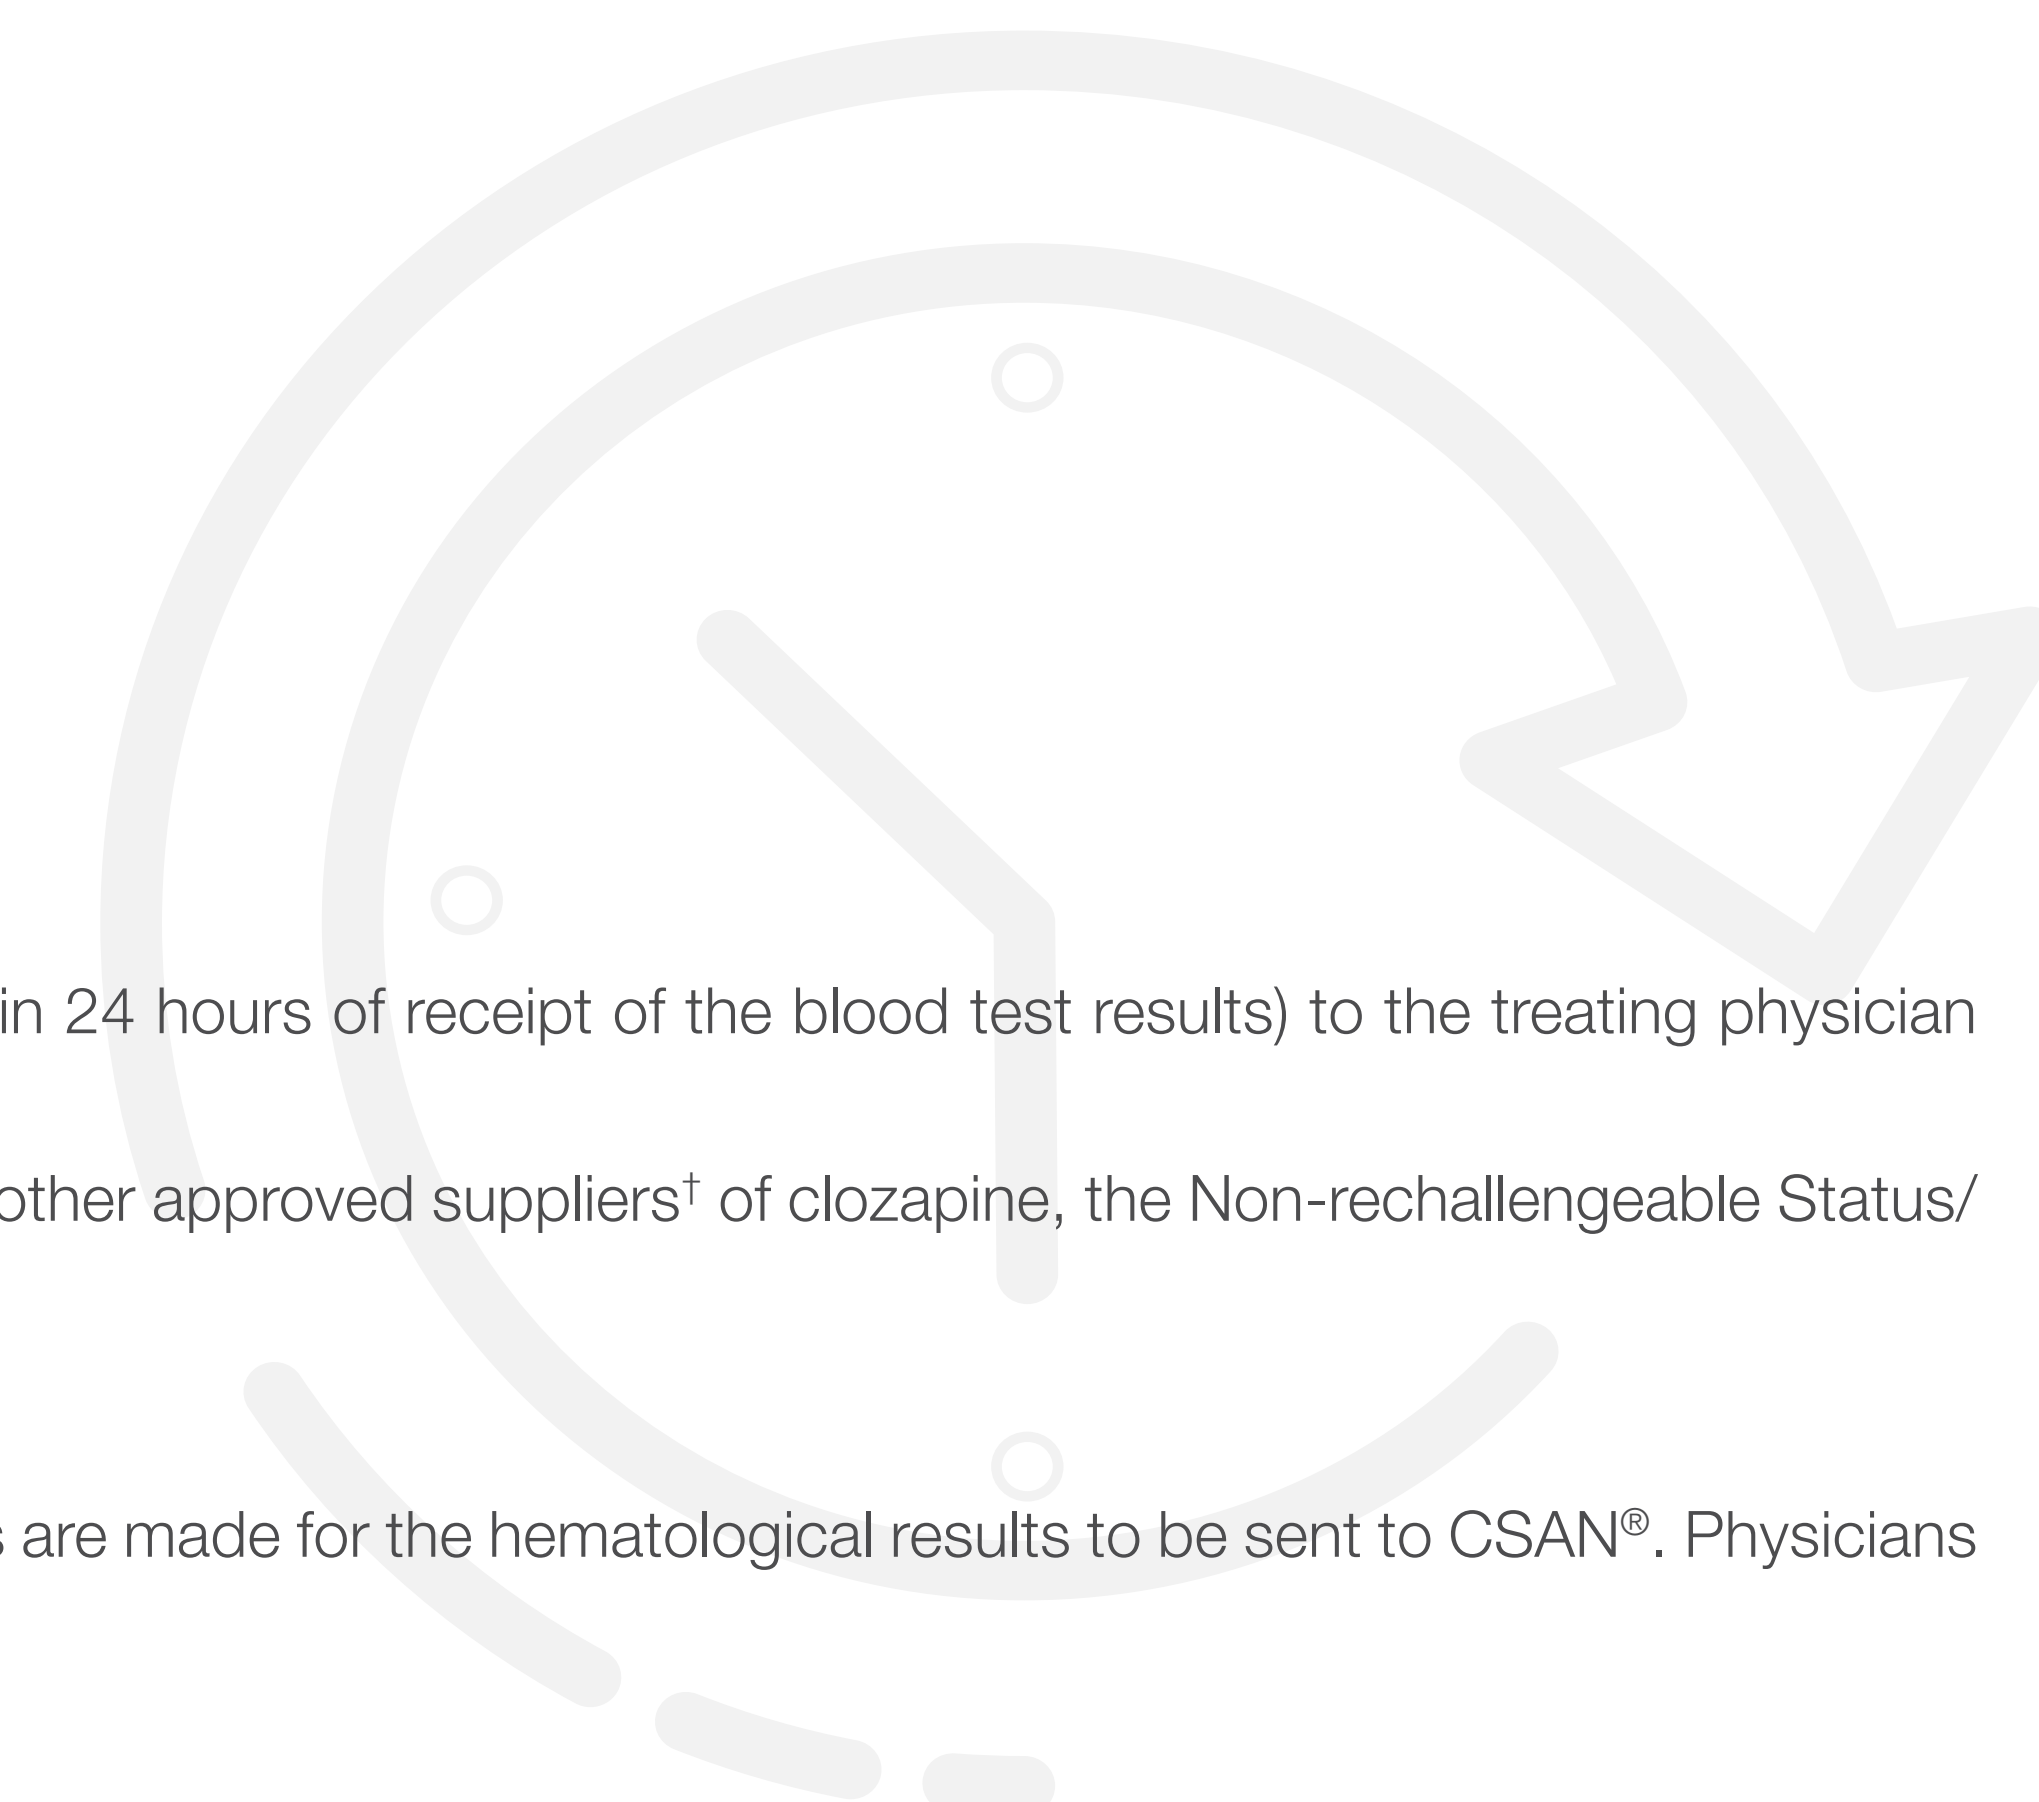 in 24 hours of receipt of the blood test results) to the treating physician
other approved suppliers† of clozapine, the Non-rechallengeable Status/
are made for the hematological results to be sent to CSAN®. Physicians